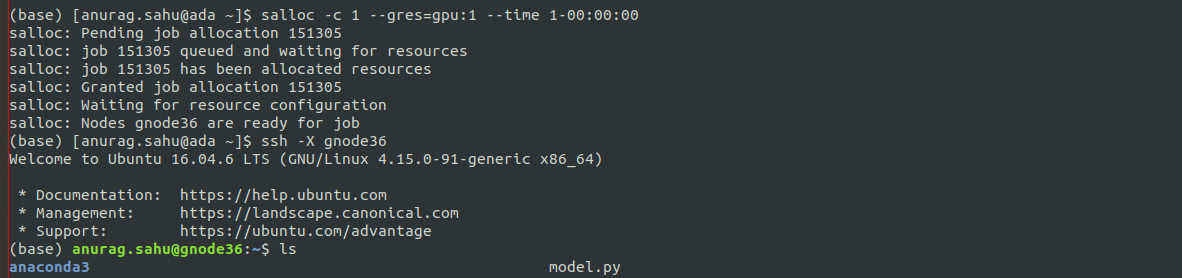 (base) [anurag.sahu@ada ~]$ salloc -c 1 --gres=gpu:1 --time 1-00:00:00
salloc: Pending job allocation 151305
salloc: job 151305 queued and waiting for resources
salloc: job 151305 has been allocated resources
salloc: Granted job allocation 151305
salloc: Waiting for resource configuration
salloc: Nodes gnode36 are ready for job
(base) [anurag.sahu@ada ~]$ ssh -X gnode36
Welcome to Ubuntu 16.04.6 LTS (GNU/Linux 4.15.0-91-generic x86_64)

 * Documentation:  https://help.ubuntu.com
 * Management:     https://landscape.canonical.com
 * Support:        https://ubuntu.com/advantage
(base) anurag.sahu@gnode36:~$ ls
anaconda3                                                   model.py